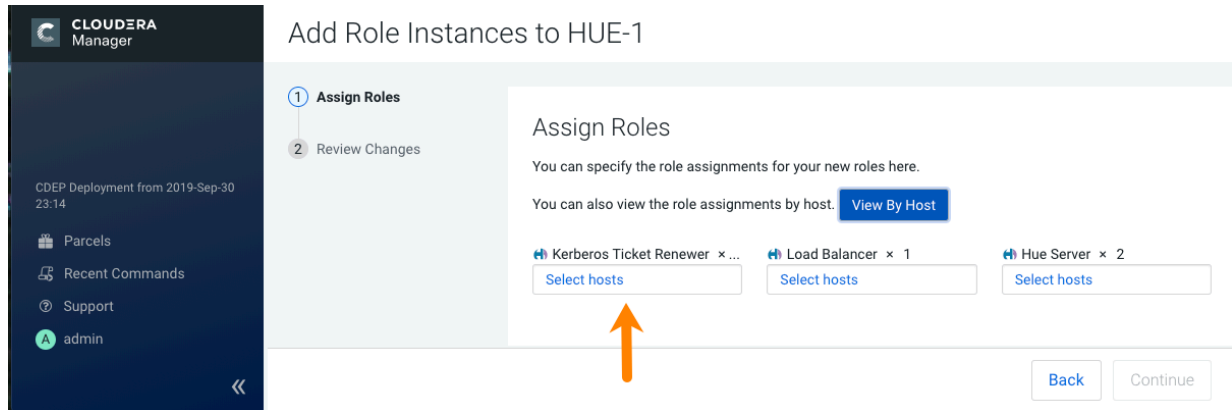 CLOUDERA
Manager
CDEP Deployment from 2019-Sep-30
23:14
Parcels
Recent Commands
Support
A admin
Add Role Instances to HUE-1
1 Assign Roles
2 Review Changes
Assign Roles
You can specify the role assignments for your new roles here.
You can also view the role assignments by host. View By Host
Kerberos Ticket Renewer × ...
Select hosts
Load Balancer × 1
Select hosts
Hue Server × 2
Select hosts
Back
Continue